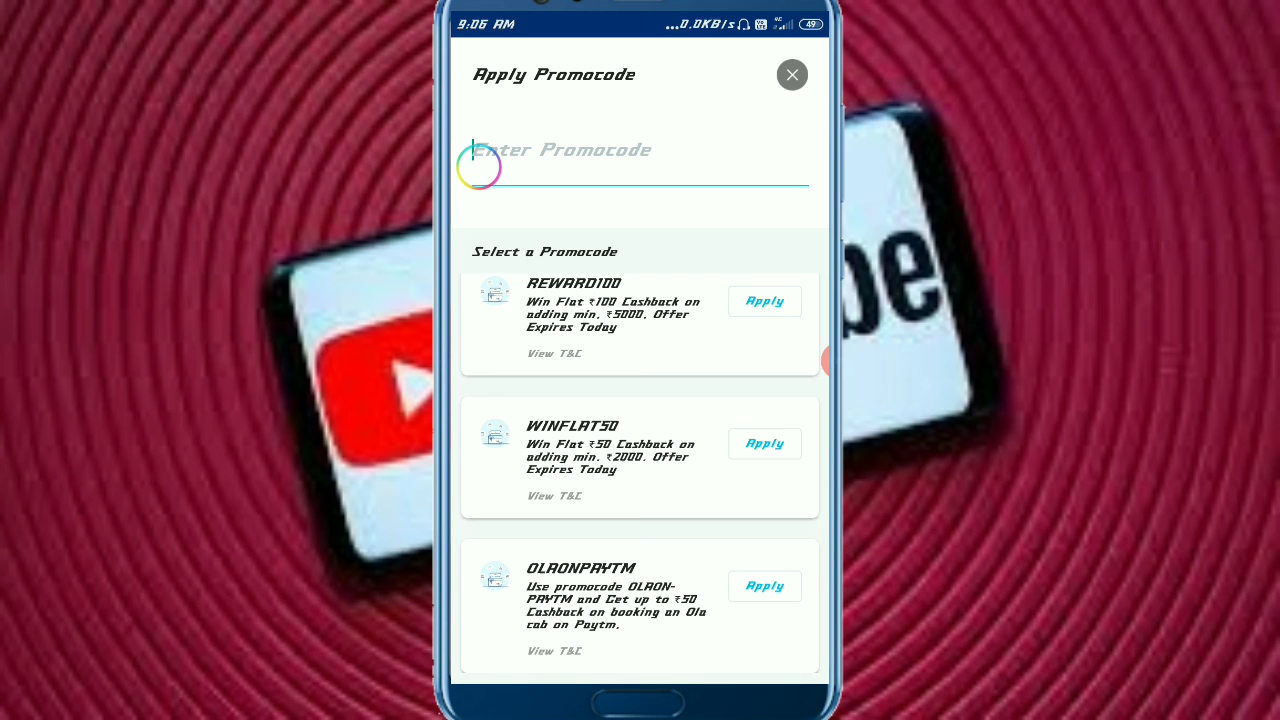 9:06 AM ...0.0KB/s 49
Apply Promocode
Enter Promocode
Select a Promocode
REWARD100
Win Flat ₹100 Cashback on
adding min. ₹5000. Offer
Expires Today
View T&C
Apply
WINFLAT50
Win Flat ₹50 Cashback on
adding min. ₹2000. Offer
Expires Today
View T&C
Apply
OLAONPAYTM
Use promocode OLAON-
PAYTM and Get up to ₹50
Cashback on booking an Ola
cab on Paytm.
View T&C
Apply
be